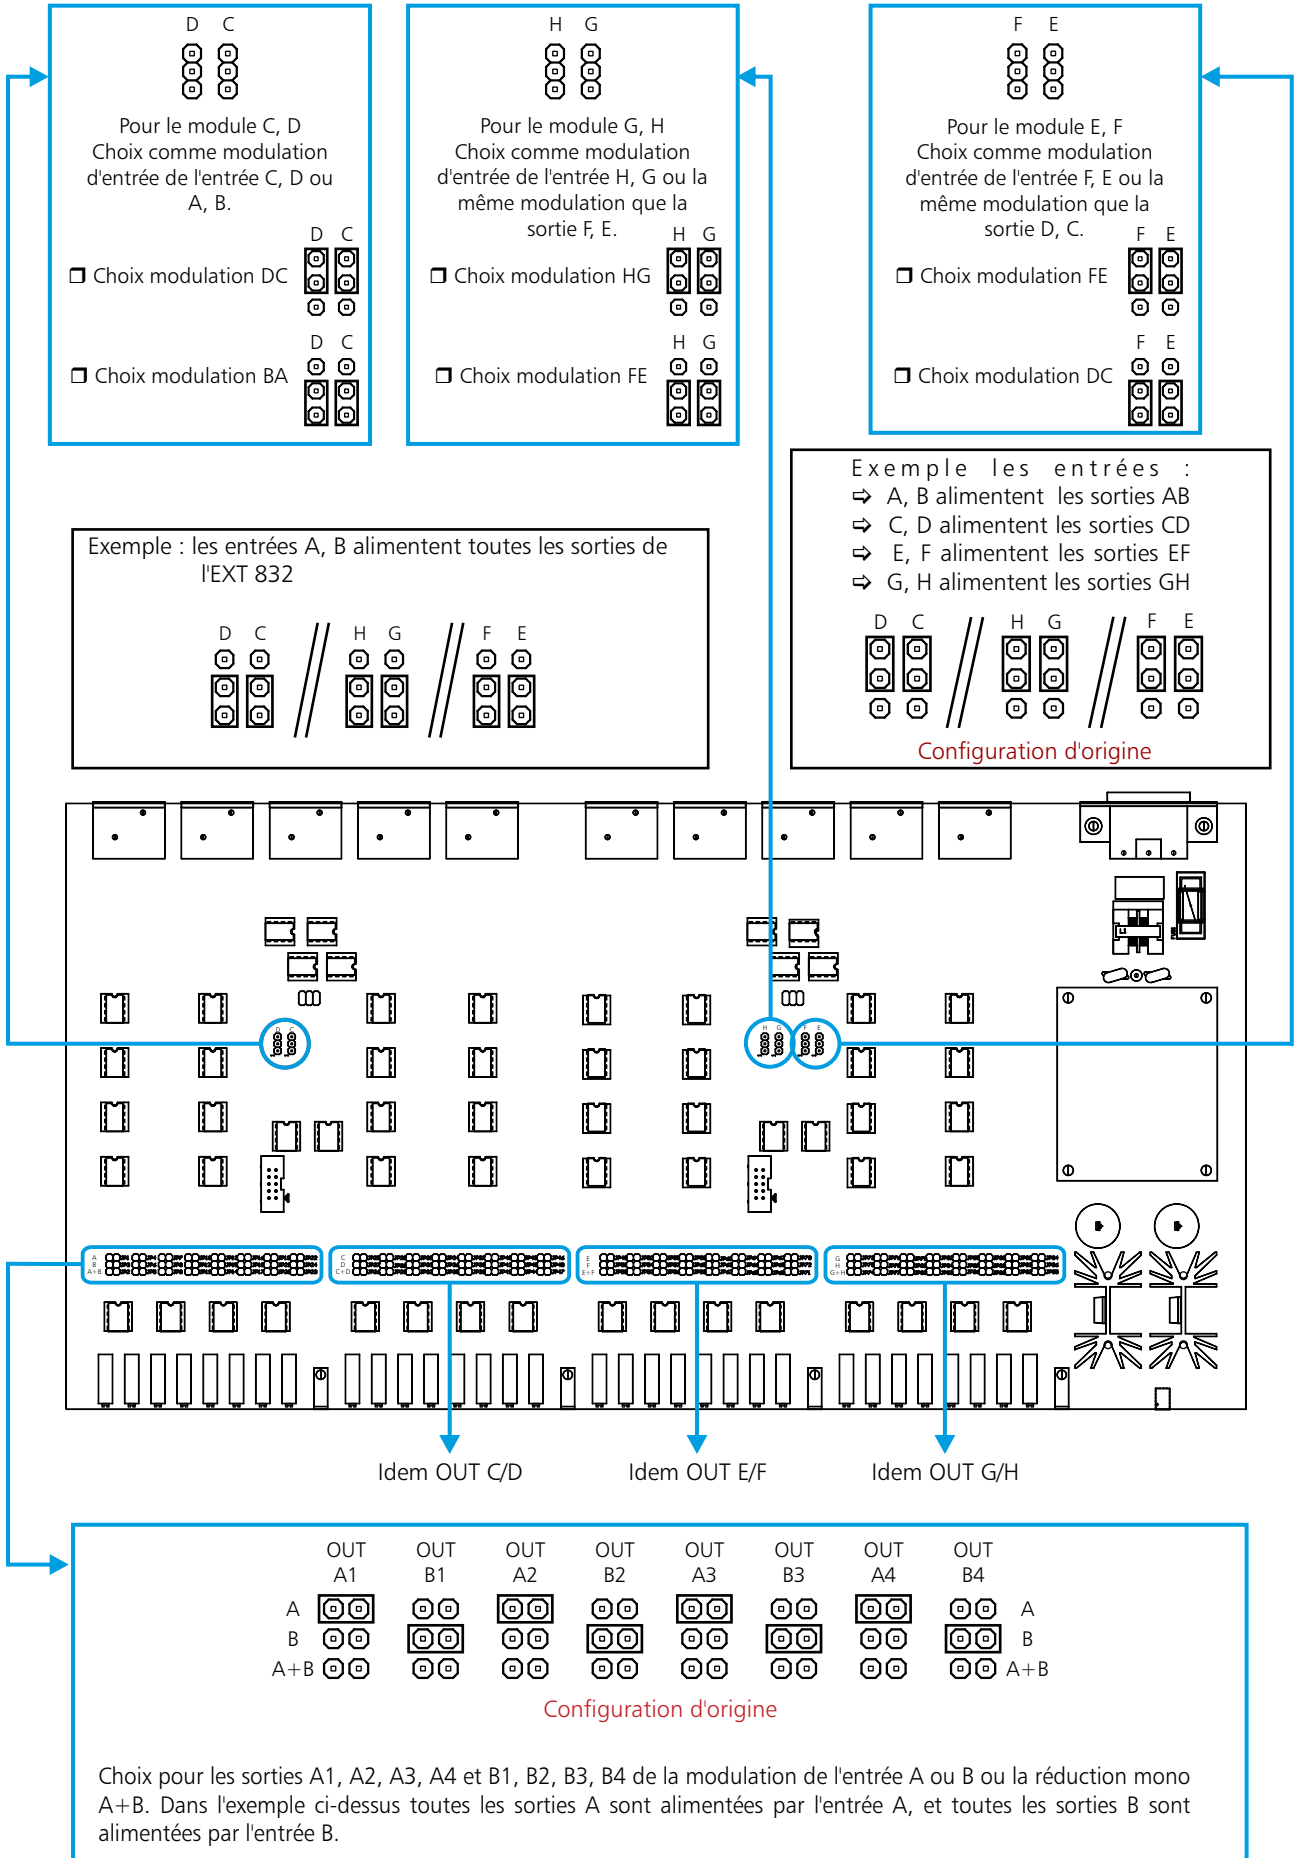 D C
Pour le module C, D
Choix comme modulation
d'entrée de l'entrée C, D ou
A, B.
D C
❒ Choix modulation DC
D C
❒ Choix modulation BA
H G
Pour le module G, H
Choix comme modulation
d'entrée de l'entrée H, G ou la
même modulation que la
sortie F, E.
H G
❒ Choix modulation HG
H G
❒ Choix modulation FE
F E
Pour le module E, F
Choix comme modulation
d'entrée de l'entrée F, E ou la
même modulation que la
sortie D, C.
F E
❒ Choix modulation FE
F E
❒ Choix modulation DC
Exemple : les entrées A, B alimentent toutes les sorties de
l'EXT 832
D C H G F E
Exemple les entrées :
➩ A, B alimentent les sorties AB
➩ C, D alimentent les sorties CD
➩ E, F alimentent les sorties EF
➩ G, H alimentent les sorties GH
D C H G F E
Configuration d'origine
L1
FUSE
D C
H G
F E
A
B
A+B
C
D
C+D
E
F
E+F
G
H
G+H
Idem OUT C/D
Idem OUT E/F
Idem OUT G/H
OUT OUT OUT OUT OUT OUT OUT OUT
A1 B1 A2 B2 A3 B3 A4 B4
A A
B B
A+B A+B
Configuration d'origine
Choix pour les sorties A1, A2, A3, A4 et B1, B2, B3, B4 de la modulation de l'entrée A ou B ou la réduction mono
A+B. Dans l'exemple ci-dessus toutes les sorties A sont alimentées par l'entrée A, et toutes les sorties B sont
alimentées par l'entrée B.